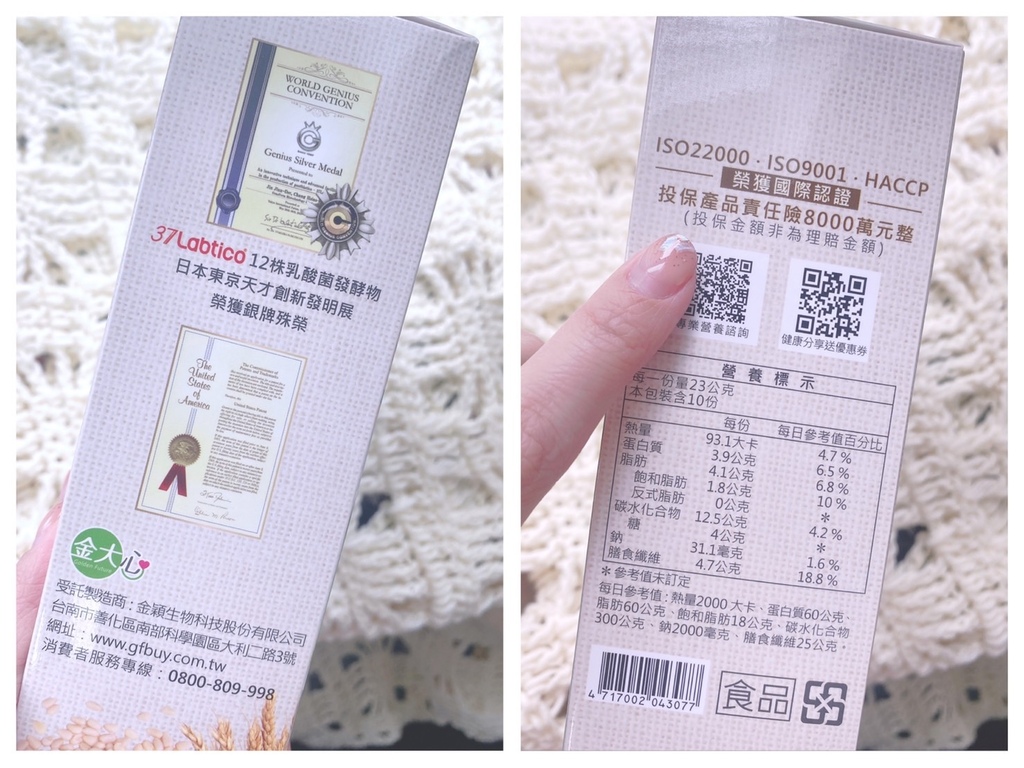 WORLD GENIUS
CONVENTION
Genius Silver Medal
Presented to
37Labtico 12株乳酸菌發酵物
日本東京天才創新發明展
榮獲銀牌殊榮
The
United
States
of
America
金大心
Golden Future
受託製造商：金穎生物科技股份有限公司
台南市善化區南部科學園區大利二路3號
網址：www.gfbuy.com.tw
消費者服務專線：0800-809-998
ISO22000·ISO9001·HACCP
榮獲國際認證
投保產品責任險8000萬元整
(投保金額非為理賠金額)
專業營養諮詢
健康分享送優惠券
營養標示
每一份量23公克
本包裝含10份
每份 每日參考值百分比
熱量 93.1大卡 4.7%
蛋白質 3.9公克 6.5%
脂肪 4.1公克 6.8%
飽和脂肪 1.8公克 10%
反式脂肪 0公克 *
碳水化合物 12.5公克 4.2%
糖 4公克 *
鈉 31.1毫克 1.6%
膳食纖維 4.7公克 18.8%
*參考值未訂定
每日參考值：熱量2000大卡、蛋白質60公克、
脂肪60公克、飽和脂肪18公克、碳水化合物
300公克、鈉2000毫克、膳食纖維25公克。
4 717002 043077
食品